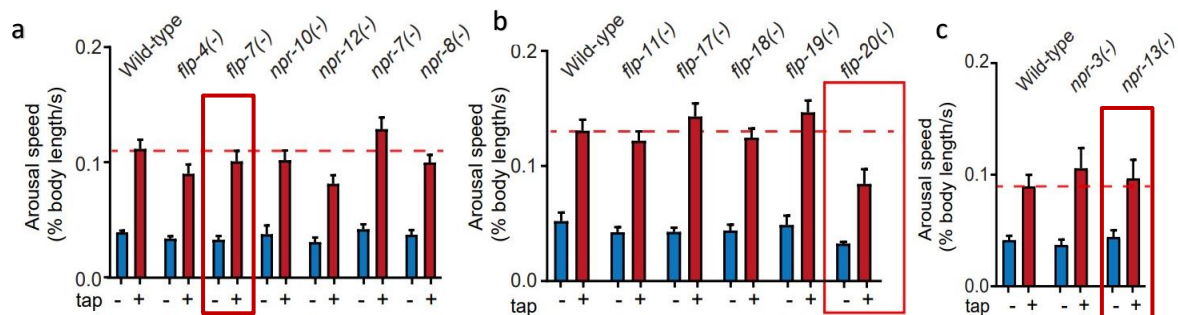 a
Wild-type
flp-4(-)
flp-7(-)
npr-10(-)
npr-12(-)
npr-7(-)
npr-8(-)
Arousal speed
(% body length/s)
0.2
0.1
0.0
tap - + - + - + - + - + - + - +
b
Wild-type
flp-11(-)
flp-17(-)
flp-18(-)
flp-19(-)
flp-20(-)
Arousal speed
(% body length/s)
0.2
0.1
0.0
tap - + - + - + - + - + - +
c
Wild-type
npr-3(-)
npr-13(-)
Arousal speed
(% body length/s)
0.2
0.1
0.0
tap - + - + - +